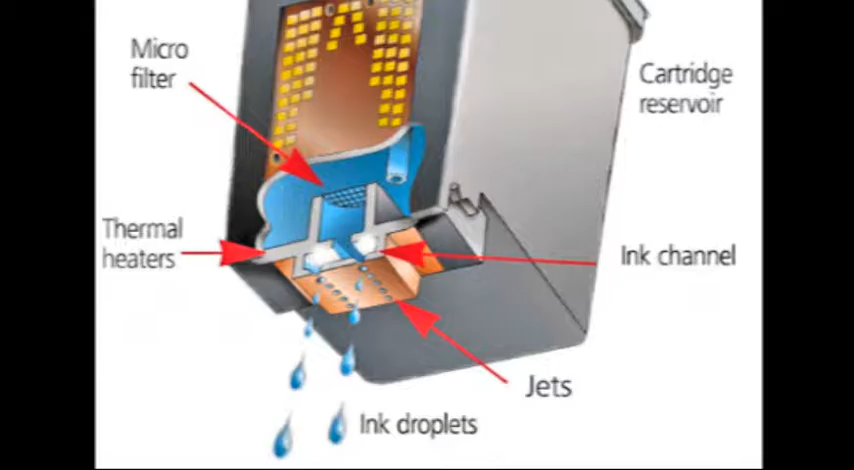 Micro
filter
Cartridge
reservoir
Thermal
heaters
Ink channel
Jets
Ink droplets